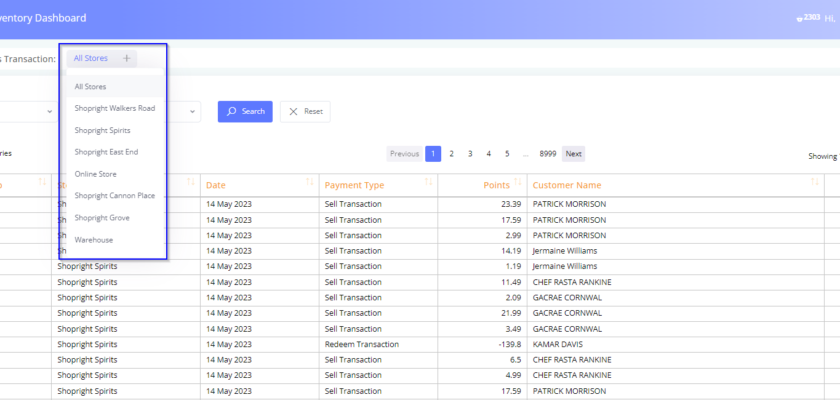 ventory Dashboard 2303 Hi,
s Transaction: All Stores +
All Stores
Shopright Walkers Road
Shopright Spirits
Shopright East End
Online Store
Shopright Cannon Place
Shopright Grove
Warehouse
Search Reset
ries Previous 1 2 3 4 5 ... 8999 Next Showing
Date Payment Type Points Customer Name
Sh 14 May 2023 Sell Transaction 23.39 PATRICK MORRISON
Sh 14 May 2023 Sell Transaction 17.59 PATRICK MORRISON
Sh 14 May 2023 Sell Transaction 2.99 PATRICK MORRISON
Sh 14 May 2023 Sell Transaction 14.19 Jermaine Williams
Shopright Spirits 14 May 2023 Sell Transaction 1.19 Jermaine Williams
Shopright Spirits 14 May 2023 Sell Transaction 11.49 CHEF RASTA RANKINE
Shopright Spirits 14 May 2023 Sell Transaction 2.09 GACRAE CORNWAL
Shopright Spirits 14 May 2023 Sell Transaction 21.99 GACRAE CORNWAL
Shopright Spirits 14 May 2023 Sell Transaction 3.49 GACRAE CORNWAL
Shopright Spirits 14 May 2023 Redeem Transaction -139.8 KAMAR DAVIS
Shopright Spirits 14 May 2023 Sell Transaction 6.5 CHEF RASTA RANKINE
Shopright Spirits 14 May 2023 Sell Transaction 4.99 CHEF RASTA RANKINE
Shopright Spirits 14 May 2023 Sell Transaction 17.59 PATRICK MORRISON